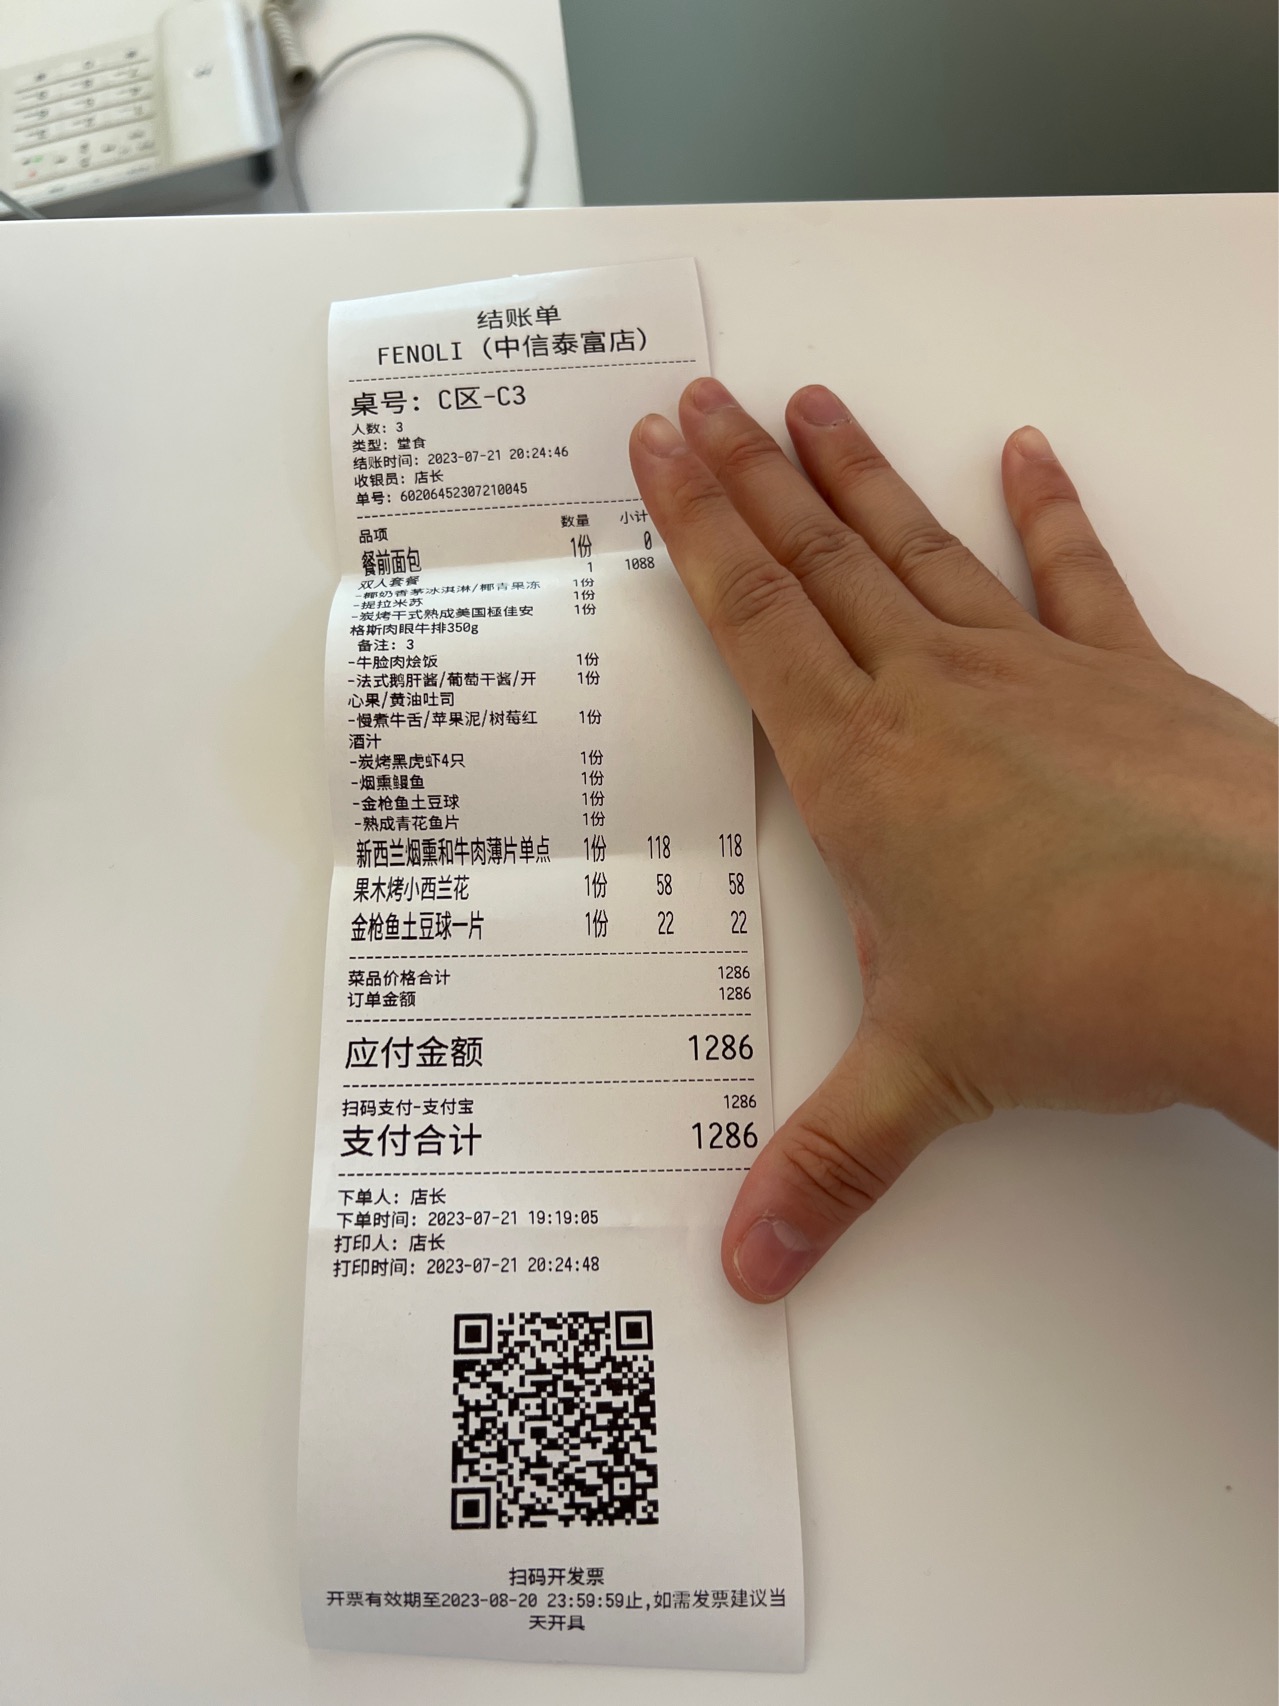 结账单
FENOLI (中信泰富店)
桌号: C区-C3
人数: 3
类型: 堂食
结账时间: 2023-07-21 20:24:46
收银员: 店长
单号: 60206452307210045
品项 数量 小计
餐前面包 1份 0
双人套餐 1 1088
-椰奶香茅冰淇淋/椰青果冻 1份
-提拉米苏 1份
-炭烤干式熟成美国極佳安 1份
格斯肉眼牛排350g
备注: 3
-牛脸肉烩饭 1份
-法式鹅肝酱/葡萄干酱/开 1份
心果/黄油吐司
-慢煮牛舌/苹果泥/树莓红 1份
酒汁
-炭烤黑虎虾4只 1份
-烟熏鳗鱼 1份
-金枪鱼土豆球 1份
-熟成青花鱼片 1份
新西兰烟熏和牛肉薄片单点 1份 118 118
果木烤小西兰花 1份 58 58
金枪鱼土豆球一片 1份 22 22
菜品价格合计 1286
订单金额 1286
应付金额 1286
扫码支付-支付宝 1286
支付合计 1286
下单人: 店长
下单时间: 2023-07-21 19:19:05
打印人: 店长
打印时间: 2023-07-21 20:24:48
扫码开发票
开票有效期至2023-08-20 23:59:59止,如需发票建议当
天开具